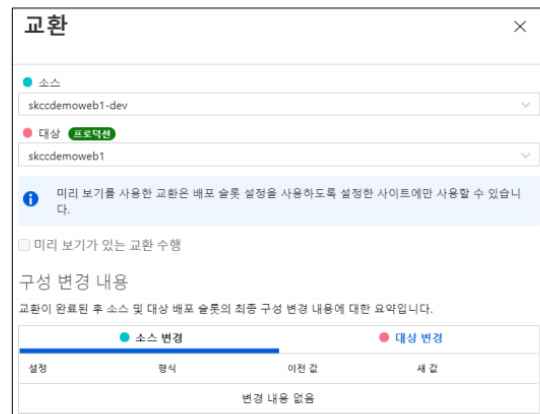 교환
소스
skccdemoweb1-dev
대상 프로덕션
skccdemoweb1
미리 보기를 사용한 교환은 배포 슬롯 설정을 사용하도록 설정한 사이트에만 사용할 수 있습니
다.
미리 보기가 있는 교환 수행
구성 변경 내용
교환이 완료된 후 소스 및 대상 배포 슬롯의 최종 구성 변경 내용에 대한 요약입니다.
소스 변경 대상 변경
설정 형식 이전 값 새 값
변경 내용 없음